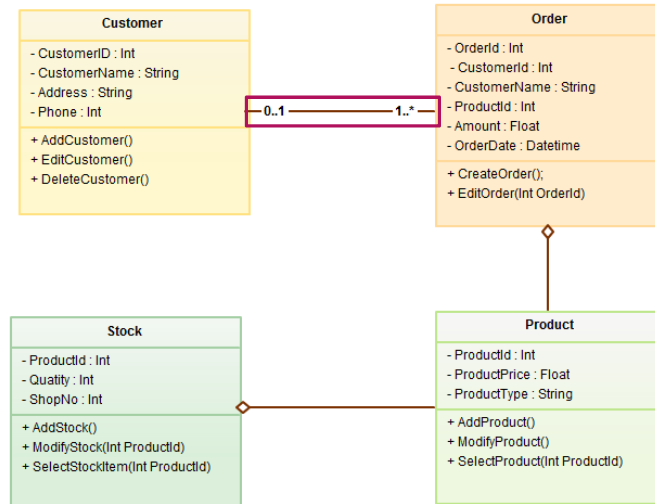 Customer
- CustomerID : Int
- CustomerName : String
- Address : String
- Phone : Int
+ AddCustomer()
+ EditCustomer()
+ DeleteCustomer()
0..1
1..*
Order
- OrderId : Int
- CustomerId : Int
- CustomerName : String
- ProductId : Int
- Amount : Float
- OrderDate : Datetime
+ CreateOrder();
+ EditOrder(Int OrderId)
Stock
- ProductId : Int
- Quatity : Int
- ShopNo : Int
+ AddStock()
+ ModifyStock(Int ProductId)
+ SelectStockItem(Int ProductId)
Product
- ProductId : Int
- ProductPrice : Float
- ProductType : String
+ AddProduct()
+ ModifyProduct()
+ SelectProduct(Int ProductId)